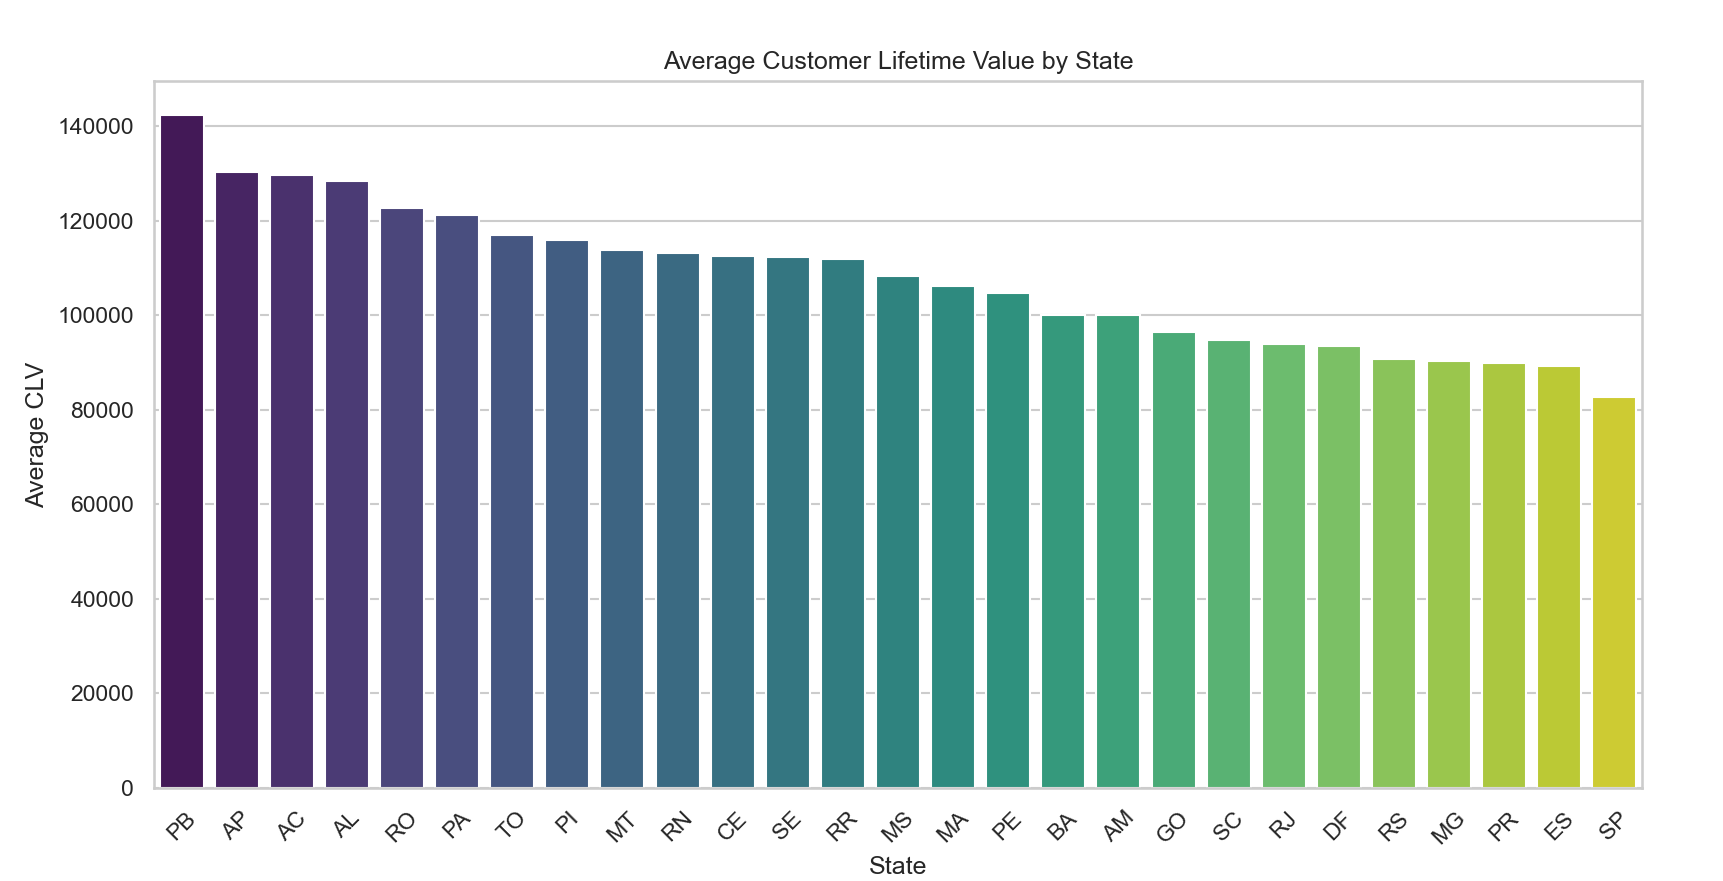 Average Customer Lifetime Value by State
Average CLV
140000
120000
100000
80000
60000
40000
20000
0
PB AP AC AL RO PA TO PI MT RN CE SE RR MS MA PE BA AM GO SC RJ DF RS MG PR ES SP
State